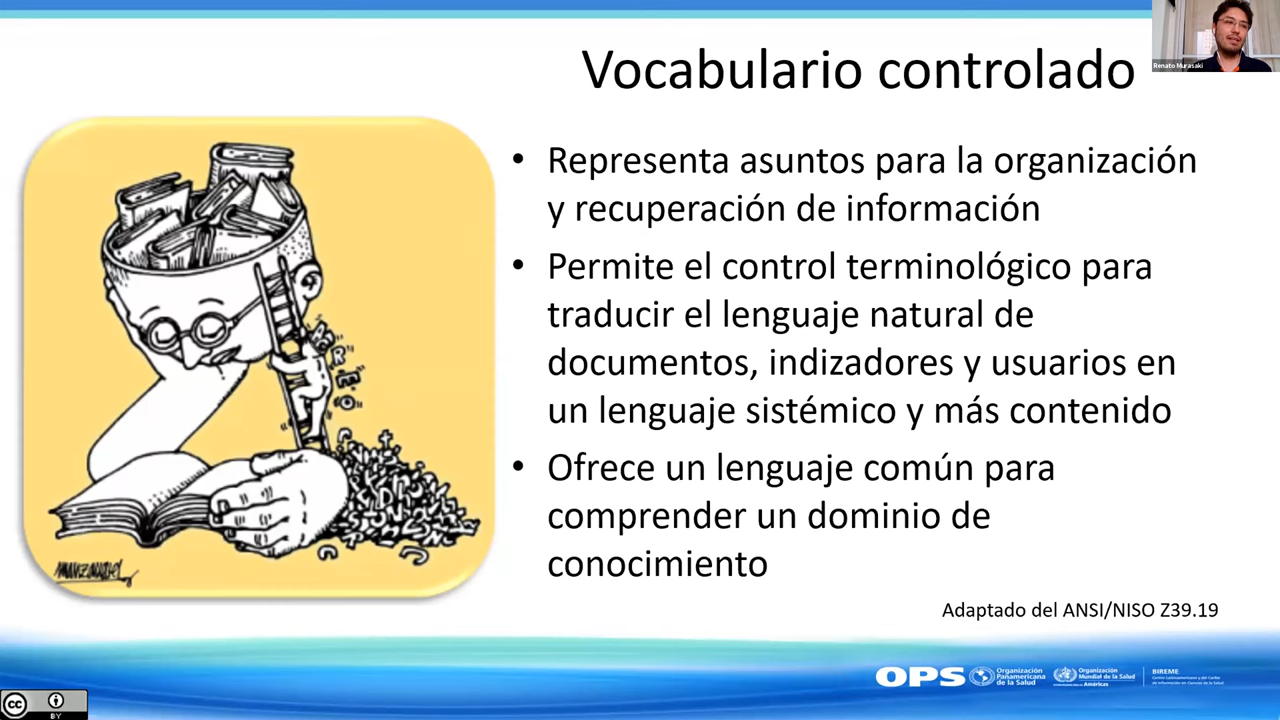 Vocabulario controlado
Renato Murasaki
• Representa asuntos para la organización
y recuperación de información
• Permite el control terminológico para
traducir el lenguaje natural de
documentos, indizadores y usuarios en
un lenguaje sistémico y más contenido
• Ofrece un lenguaje común para
comprender un dominio de
conocimiento
Adaptado del ANSI/NISO Z39.19
OPS
Organización
Panamericana
de la Salud
Organización
Mundial de la Salud
Américas
BIREME
Centro Latinoamericano y del Caribe
de Información en Ciencias de la Salud
cc
BY